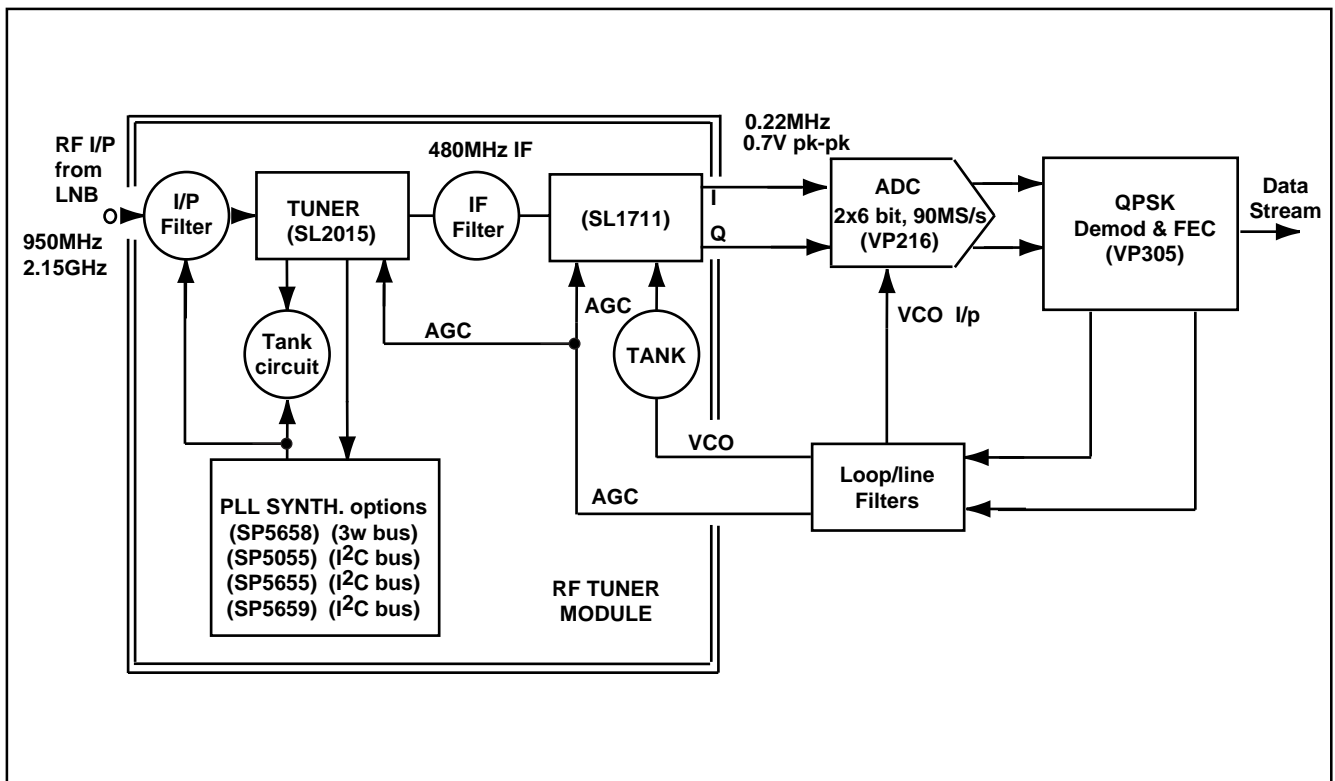 RF I/P
from
LNB
950MHz
2.15GHz
I/P
Filter
TUNER
(SL2015)
480MHz IF
IF
Filter
(SL1711)
I
Q
0.22MHz
0.7V pk-pk
ADC
2x6 bit, 90MS/s
(VP216)
QPSK
Demod & FEC
(VP305)
Data
Stream
Tank
circuit
AGC
AGC
TANK
VCO I/p
VCO
AGC
Loop/line
Filters
PLL SYNTH. options
(SP5658) (3w bus)
(SP5055) (I²C bus)
(SP5655) (I²C bus)
(SP5659) (I²C bus)
RF TUNER
MODULE